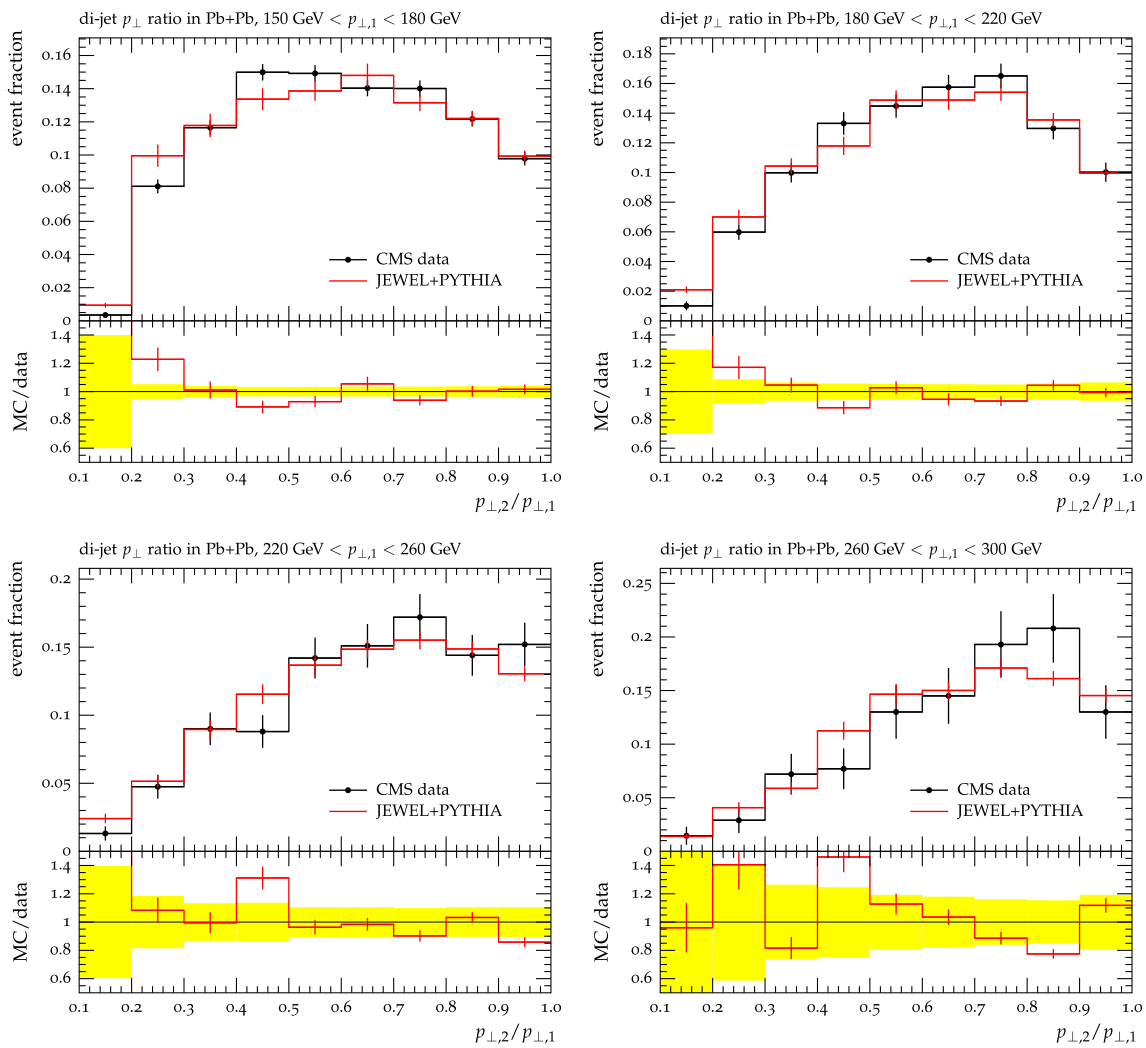 di-jet p⊥ ratio in Pb+Pb, 150 GeV < p⊥,1 < 180 GeV
event fraction
0.16
0.14
0.12
0.1
0.08
0.06
0.04
0.02
0
CMS data
JEWEL+PYTHIA
MC/data
1.4
1.2
1
0.8
0.6
0.1 0.2 0.3 0.4 0.5 0.6 0.7 0.8 0.9 1.0
p⊥,2/p⊥,1
di-jet p⊥ ratio in Pb+Pb, 180 GeV < p⊥,1 < 220 GeV
event fraction
0.18
0.16
0.14
0.12
0.1
0.08
0.06
0.04
0.02
0
CMS data
JEWEL+PYTHIA
MC/data
1.4
1.2
1
0.8
0.6
0.1 0.2 0.3 0.4 0.5 0.6 0.7 0.8 0.9 1.0
p⊥,2/p⊥,1
di-jet p⊥ ratio in Pb+Pb, 220 GeV < p⊥,1 < 260 GeV
event fraction
0.2
0.15
0.1
0.05
0
CMS data
JEWEL+PYTHIA
MC/data
1.4
1.2
1
0.8
0.6
0.1 0.2 0.3 0.4 0.5 0.6 0.7 0.8 0.9 1.0
p⊥,2/p⊥,1
di-jet p⊥ ratio in Pb+Pb, 260 GeV < p⊥,1 < 300 GeV
event fraction
0.25
0.2
0.15
0.1
0.05
0
CMS data
JEWEL+PYTHIA
MC/data
1.4
1.2
1
0.8
0.6
0.1 0.2 0.3 0.4 0.5 0.6 0.7 0.8 0.9 1.0
p⊥,2/p⊥,1